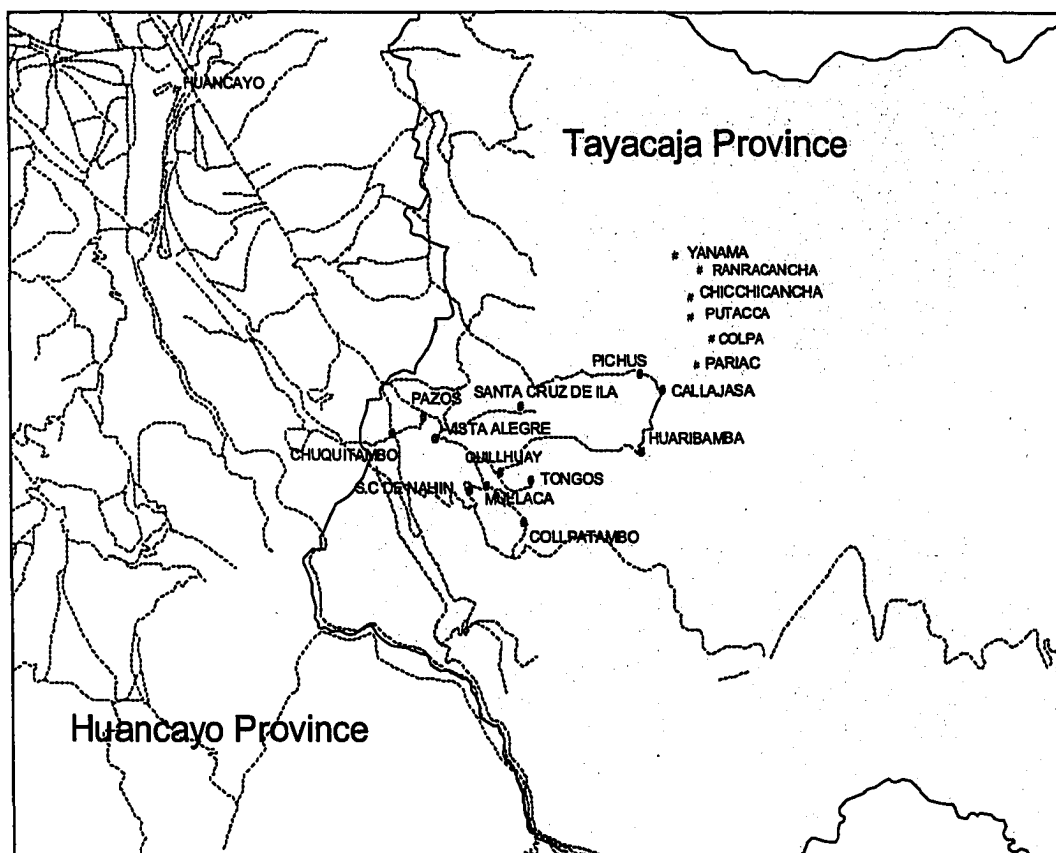 HUANCAYO
Tayacaja Province
# YANAMA
# RANRACANCHA
# CHICCHICANCHA
# PUTACCA
# COLPA
# PARIAC
PICHUS
CALLAJASA
SANTA CRUZ DE ILA
PAZOS
VISTA ALEGRE
HUARIBAMBA
CHUQUITAMBO
QUILLHUAY
TONGOS
S.C DE NAHIN
MULLACA
COLLPATAMBO
Huancayo Province